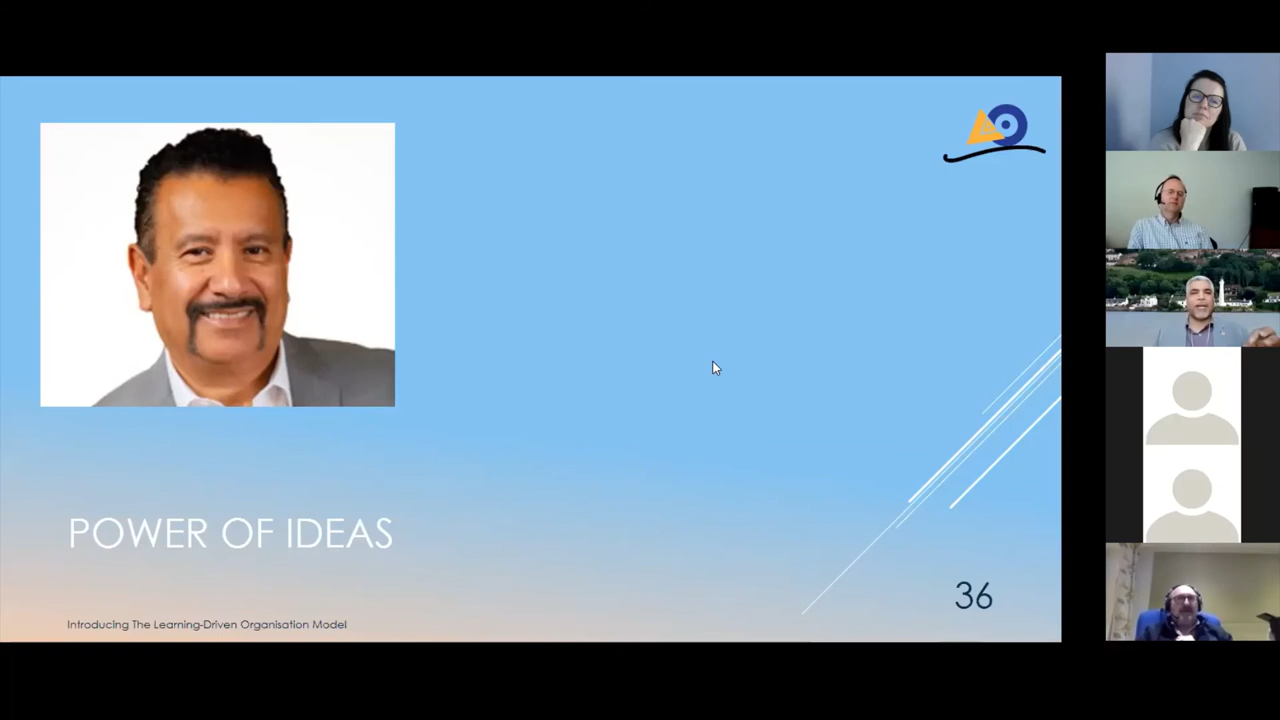 POWER OF IDEAS
36
Introducing The Learning-Driven Organisation Model